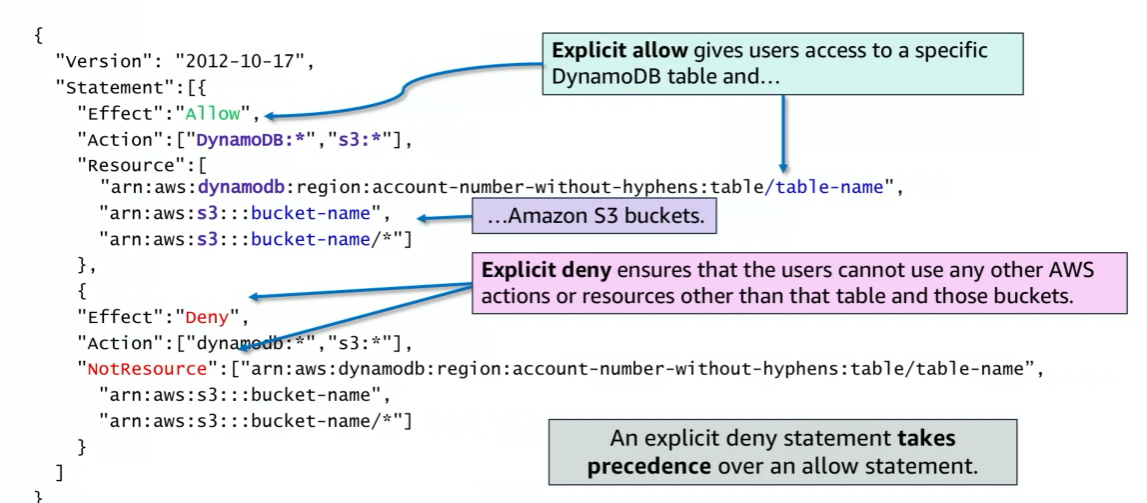 {
"Version": "2012-10-17",
"Statement":[{
"Effect":"Allow",
"Action":["DynamoDB:*","s3:*"],
"Resource":[
"arn:aws:dynamodb:region:account-number-without-hyphens:table/table-name",
"arn:aws:s3:::bucket-name",
"arn:aws:s3:::bucket-name/*"]
},
{
"Effect":"Deny",
"Action":["dynamodb:*","s3:*"],
"NotResource":["arn:aws:dynamodb:region:account-number-without-hyphens:table/table-name”,
"arn:aws:s3:::bucket-name",
"arn:aws:s3:::bucket-name/*"]
}
]
}
Explicit allow gives users access to a specific
DynamoDB table and…
…Amazon S3 buckets.
Explicit deny ensures that the users cannot use any other AWS
actions or resources other than that table and those buckets.
An explicit deny statement takes
precedence over an allow statement.